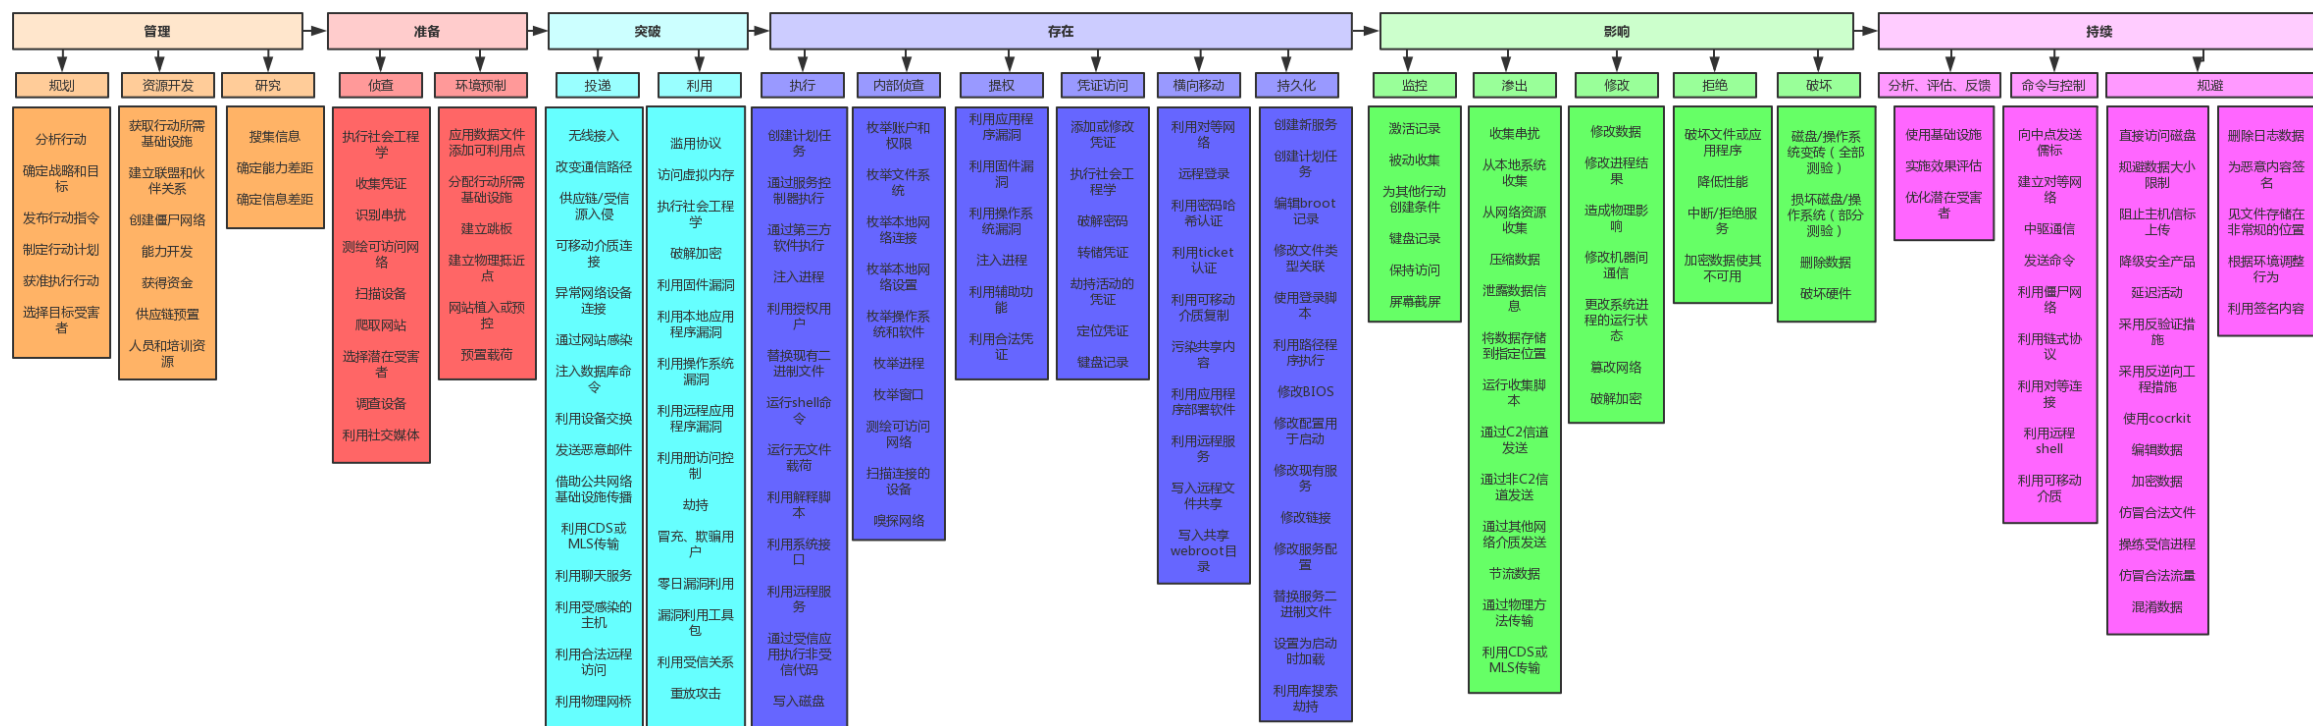 管理
准备
突破
存在
影响
持续
规划
资源开发
研究
侦查
环境预制
投递
利用
执行
内部侦查
提权
凭证访问
横向移动
持久化
监控
渗出
修改
拒绝
破坏
分析、评估、反馈
命令与控制
规避
分析行动
确定战略和目
标
发布行动指令
制定行动计划
获准执行行动
选择目标受害
者
获取行动所需
基础设施
建立联盟和伙
伴关系
创建僵尸网络
能力开发
获得资金
供应链预置
人员和培训资
源
搜集信息
确定能力差距
确定信息差距
执行社会工程
学
收集凭证
识别串扰
测绘可访问网
络
扫描设备
爬取网站
选择潜在受害
者
调查设备
利用社交媒体
应用数据文件
添加可利用点
分配行动所需
基础设施
建立跳板
建立物理抵近
点
网站植入或预
控
预置载荷
无线接入
改变通信路径
供应链/受信
源入侵
可移动介质连
接
异常网络设备
连接
通过网站感染
注入数据库命
令
利用设备交换
发送恶意邮件
借助公共网络
基础设施传播
利用CDS或
MLS传输
利用聊天服务
利用受感染的
主机
利用合法远程
访问
利用物理网桥
滥用协议
访问虚拟内存
执行社会工程
学
破解加密
利用固件漏洞
利用本地应用
程序漏洞
利用操作系统
漏洞
利用远程应用
程序漏洞
利用册访问控
制
劫持
冒充、欺骗用
户
零日漏洞利用
漏洞利用工具
包
利用受信关系
重放攻击
创建计划任
务
通过服务控
制器执行
通过第三方
软件执行
注入进程
利用授权用
户
替换现有二
进制文件
运行shell命
令
运行无文件
载荷
利用解释脚
本
利用系统接
口
利用远程服
务
通过受信应
用执行非受
信代码
写入磁盘
枚举账户和
权限
枚举文件系
统
枚举本地网
络连接
枚举本地网
络设置
枚举操作系
统和软件
枚举进程
枚举窗口
测绘可访问
网络
扫描连接的
设备
嗅探网络
利用应用程
序漏洞
利用固件漏
洞
利用操作系
统漏洞
注入进程
利用辅助功
能
利用合法凭
证
添加或修改
凭证
执行社会工
程学
破解密码
转储凭证
劫持活动的
凭证
定位凭证
键盘记录
利用对等网
络
远程登录
利用密码哈
希认证
利用ticket
认证
利用可移动
介质复制
污染共享内
容
利用应用程
序部署软件
利用远程服
务
写入远程文
件共享
写入共享
webroot目
录
创建新服务
创建计划任
务
编辑broot
记录
修改文件类
型关联
使用登录脚
本
利用路径程
序执行
修改BIOS
修改配置用
于启动
修改现有服
务
修改链接
修改服务配
置
替换服务二
进制文件
设置为启动
时加载
利用库搜索
劫持
激活记录
被动收集
为其他行动
创建条件
键盘记录
保持访问
屏幕截屏
收集串扰
从本地系统
收集
从网络资源
收集
压缩数据
泄露数据信
息
将数据存储
到指定位置
运行收集脚
本
通过C2信道
发送
通过非C2信
道发送
通过其他网
络介质发送
节流数据
通过物理方
法传输
利用CDS或
MLS传输
修改数据
修改进程结
果
造成物理影
响
修改机器间
通信
更改系统进
程的运行状
态
篡改网络
破解加密
破坏文件或应
用程序
降低性能
中断/拒绝服
务
加密数据使其
不可用
磁盘/操作系
统变砖（全部
测验）
损坏磁盘/操
作系统（部分
测验）
删除数据
破坏硬件
使用基础设施
实施效果评估
优化潜在受害
者
向中点发送
儒标
建立对等网
络
中驱通信
发送命令
利用僵尸网
络
利用链式协
议
利用对等连
接
利用远程
shell
利用可移动
介质
直接访问磁盘
规避数据大小
限制
阻止主机信标
上传
降级安全产品
延迟活动
采用反验证措
施
采用反逆向工
程措施
使用cocrkit
编辑数据
加密数据
仿冒合法文件
操练受信进程
仿冒合法流量
混淆数据
删除日志数据
为恶意内容签
名
见文件存储在
非常规的位置
根据环境调整
行为
利用签名内容